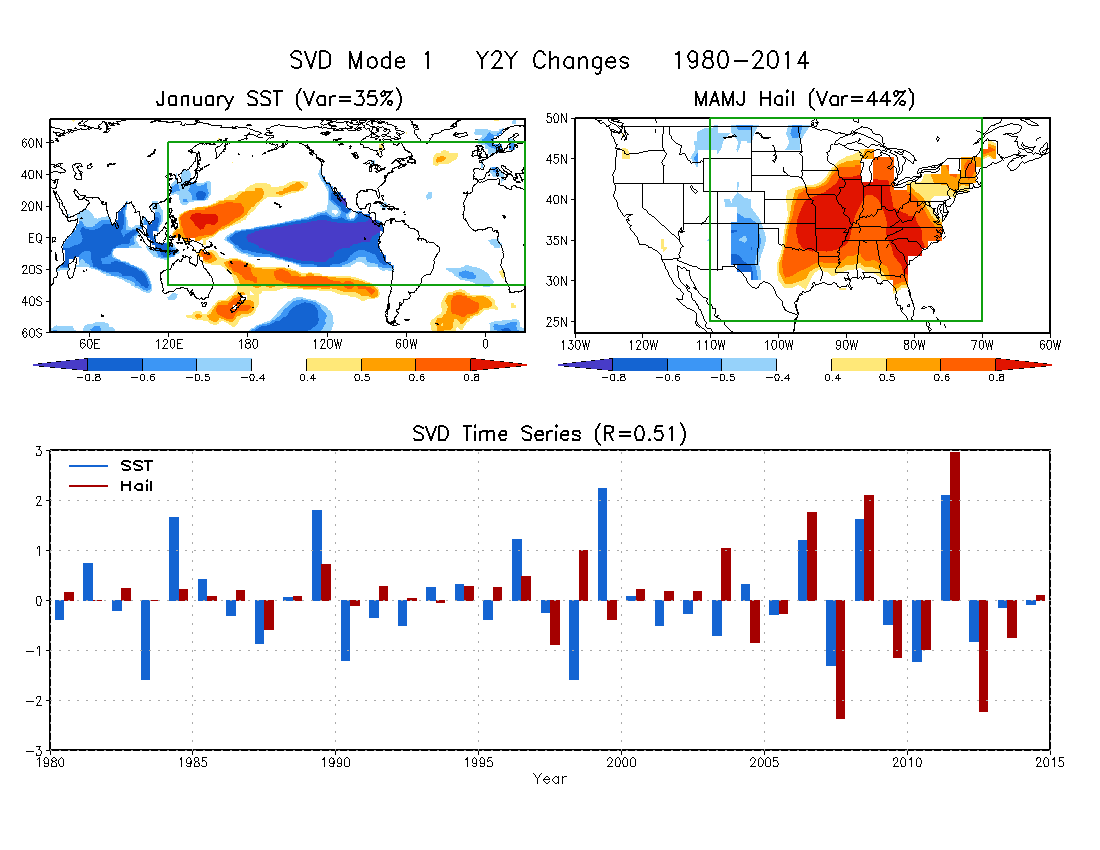 SVD Mode 1 Y2Y Changes 1980-2014
January SST (Var=35%)
MAMJ Hail (Var=44%)
60N
40N
20N
EQ
20S
40S
60S
60E 120E 180 120W 60W 0
-0.8 -0.6 -0.5 -0.4 0.4 0.5 0.6 0.8
50N
45N
40N
35N
30N
25N
130W 120W 110W 100W 90W 80W 70W 60W
-0.8 -0.6 -0.5 -0.4 0.4 0.5 0.6 0.8
SVD Time Series (R=0.51)
SST
Hail
3
2
1
0
-1
-2
-3
1980 1985 1990 1995 2000 2005 2010 2015
Year